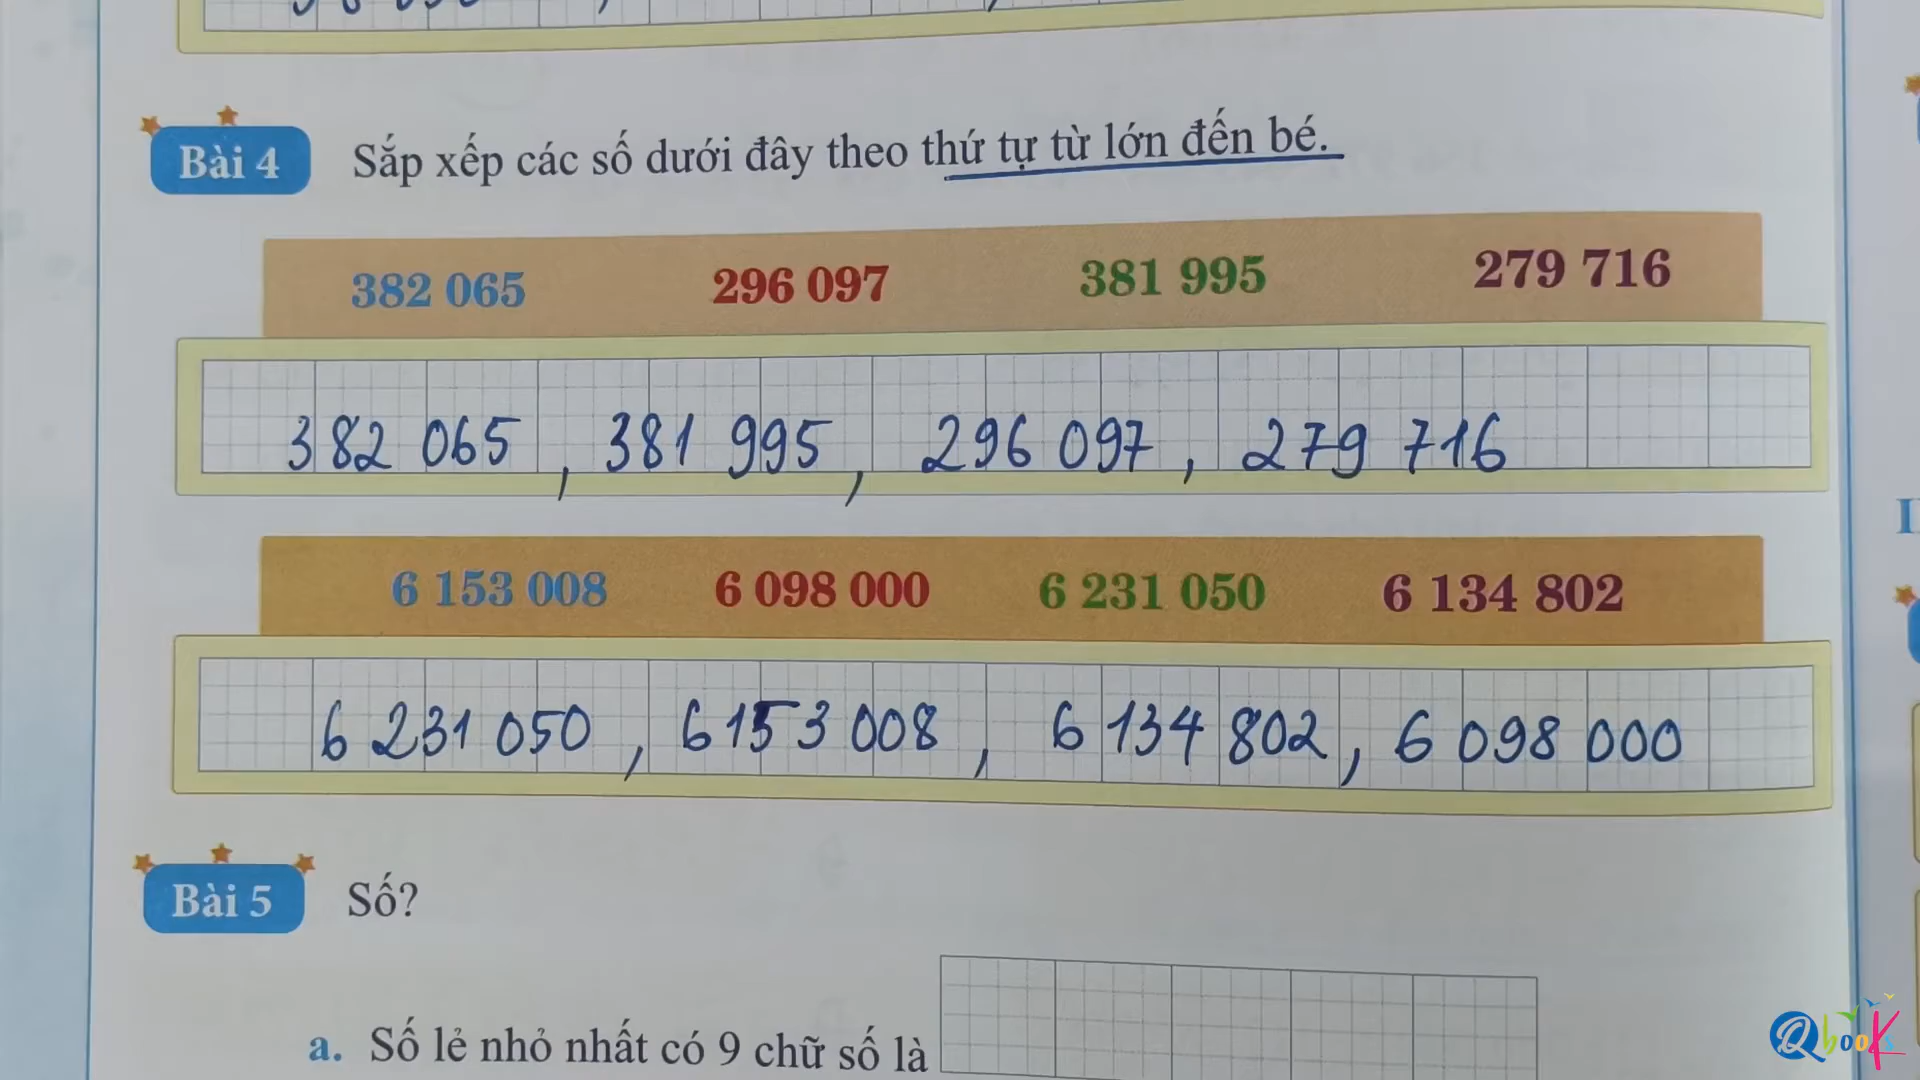 Bài 4 Sắp xếp các số dưới đây theo thứ tự từ lớn đến bé.
382 065 296 097 381 995 279 716
382 065, 381 995, 296 097, 279 716
6 153 008 6 098 000 6 231 050 6 134 802
6 231 050, 6 153 008, 6 134 802, 6 098 000
Bài 5 Số?
a. Số lẻ nhỏ nhất có 9 chữ số là
Qbook